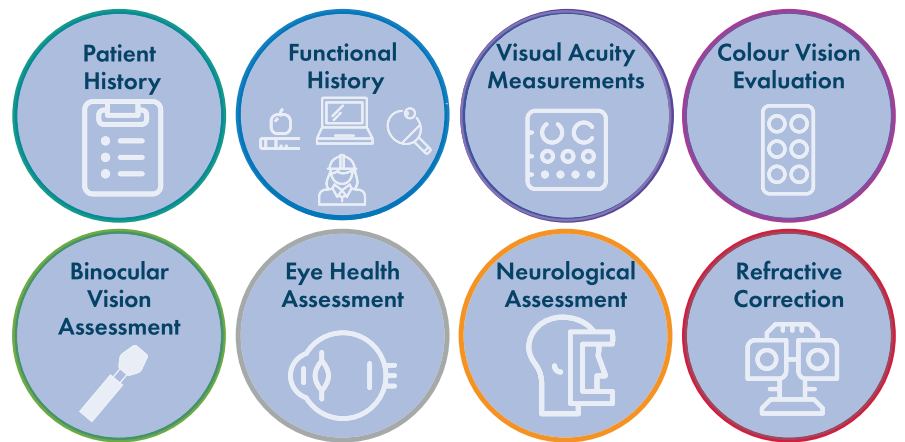 Patient
History
Functional
History
Visual Acuity
Measurements
Colour Vision
Evaluation
Binocular
Vision
Assessment
Eye Health
Assessment
Neurological
Assessment
Refractive
Correction